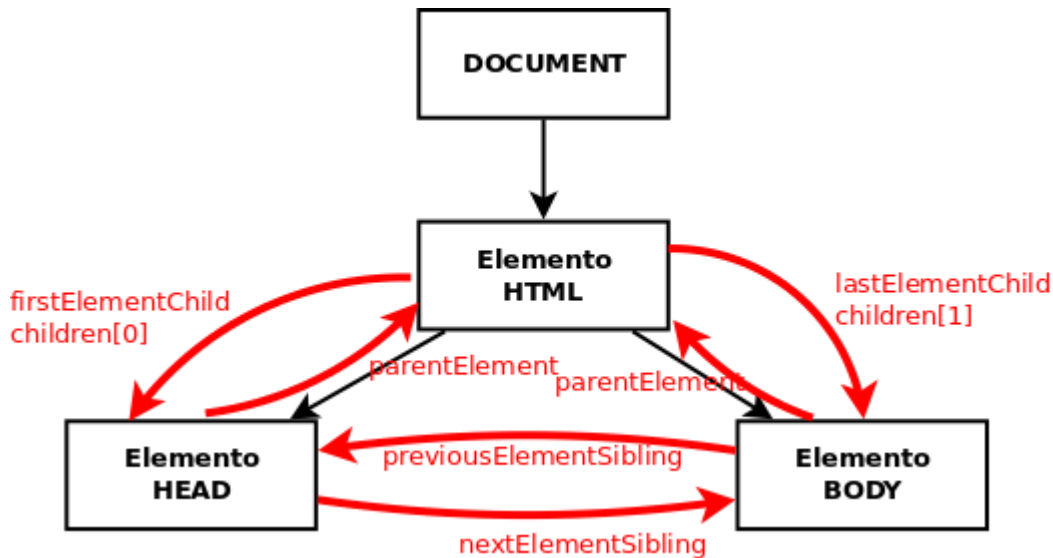 DOCUMENT
Elemento
HTML
firstElementChild
children[0]
lastElementChild
children[1]
parentElement
parentElement
Elemento
HEAD
previousElementSibling
Elemento
BODY
nextElementSibling